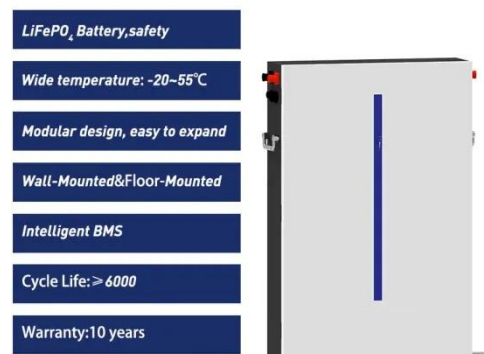 LiFePO₄ Battery,safety
Wide temperature: -20~55℃
Modular design, easy to expand
Wall-Mounted&Floor-Mounted
Intelligent BMS
Cycle Life:≥6000
Warranty:10 years